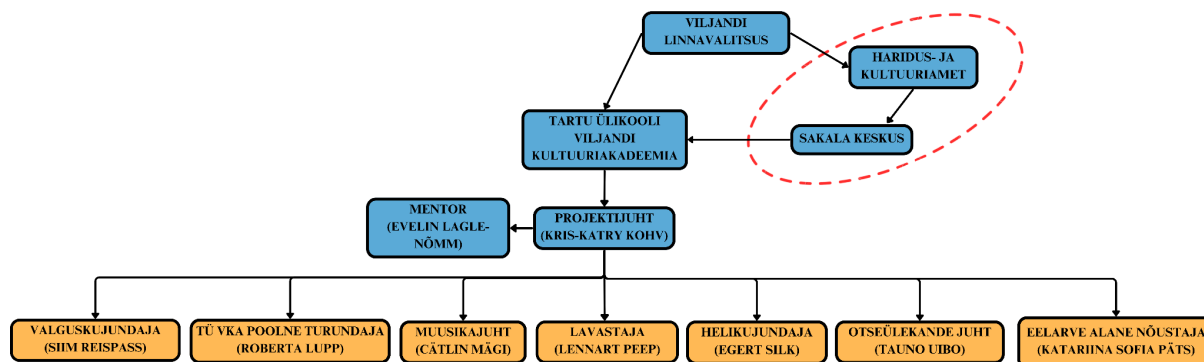 VILJANDI
LINNAVALITSUS
HARIDUS- JA
KULTUURIAMET
TARTU ÜLIKOOLI
VILJANDI
KULTUURIAKADEEMIA
SAKALA KESKUS
MENTOR
(EVELIN LAGLE-
NÕMM)
PROJEKTIJUHT
(KRIS-KATRY KOHV)
VALGUSKUJUNDAJA
(SIIM REISPASS)
TÜ VKA POOLNE TURUNDAJA
(ROBERTA LUPP)
MUUSIKAJUHT
(CÄTLIN MÄGI)
LAVASTAJA
(LENNART PEEP)
HELIKUJUNDAJA
(EGERT SILK)
OTSEÜLEKANDE JUHT
(TAUNO UIBO)
EELARVE ALANE NÕUSTAJA
(KATARIINA SOFIA PÄTS)